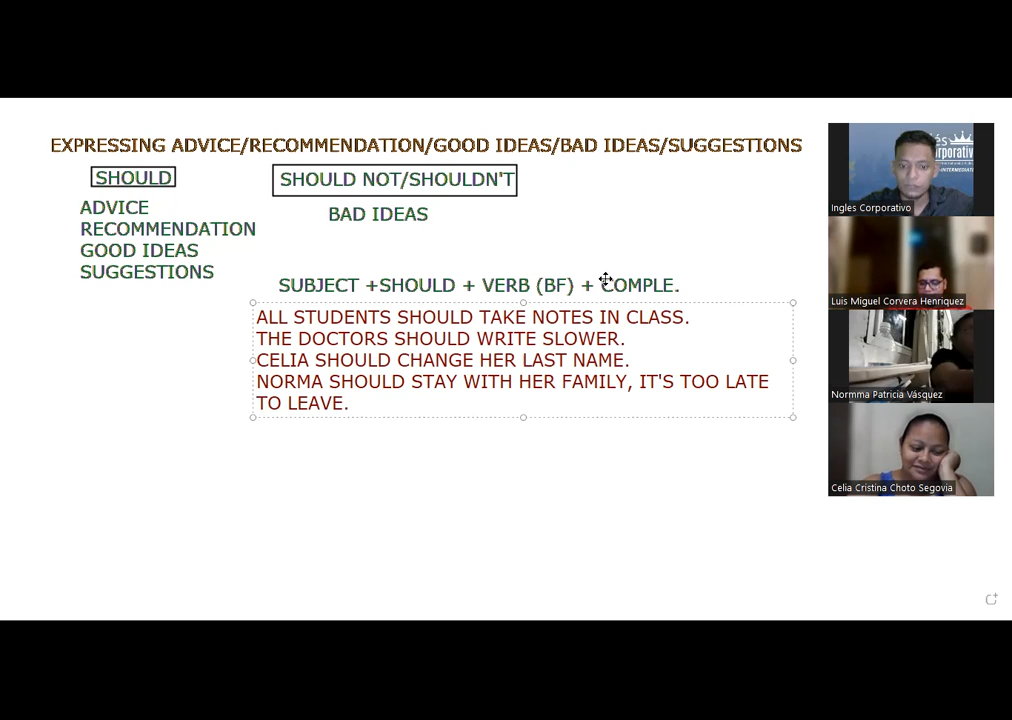 EXPRESSING ADVICE/RECOMMENDATION/GOOD IDEAS/BAD IDEAS/SUGGESTIONS
SHOULD
SHOULD NOT/SHOULDN'T
ADVICE
RECOMMENDATION
GOOD IDEAS
SUGGESTIONS
BAD IDEAS
SUBJECT +SHOULD + VERB (BF) + COMPLE.
ALL STUDENTS SHOULD TAKE NOTES IN CLASS.
THE DOCTORS SHOULD WRITE SLOWER.
CELIA SHOULD CHANGE HER LAST NAME.
NORMA SHOULD STAY WITH HER FAMILY, IT'S TOO LATE
TO LEAVE.
Ingles Corporativo
Luis Miguel Corvera Henriquez
Normma Patricia Vásquez
Celia Cristina Choto Segovia